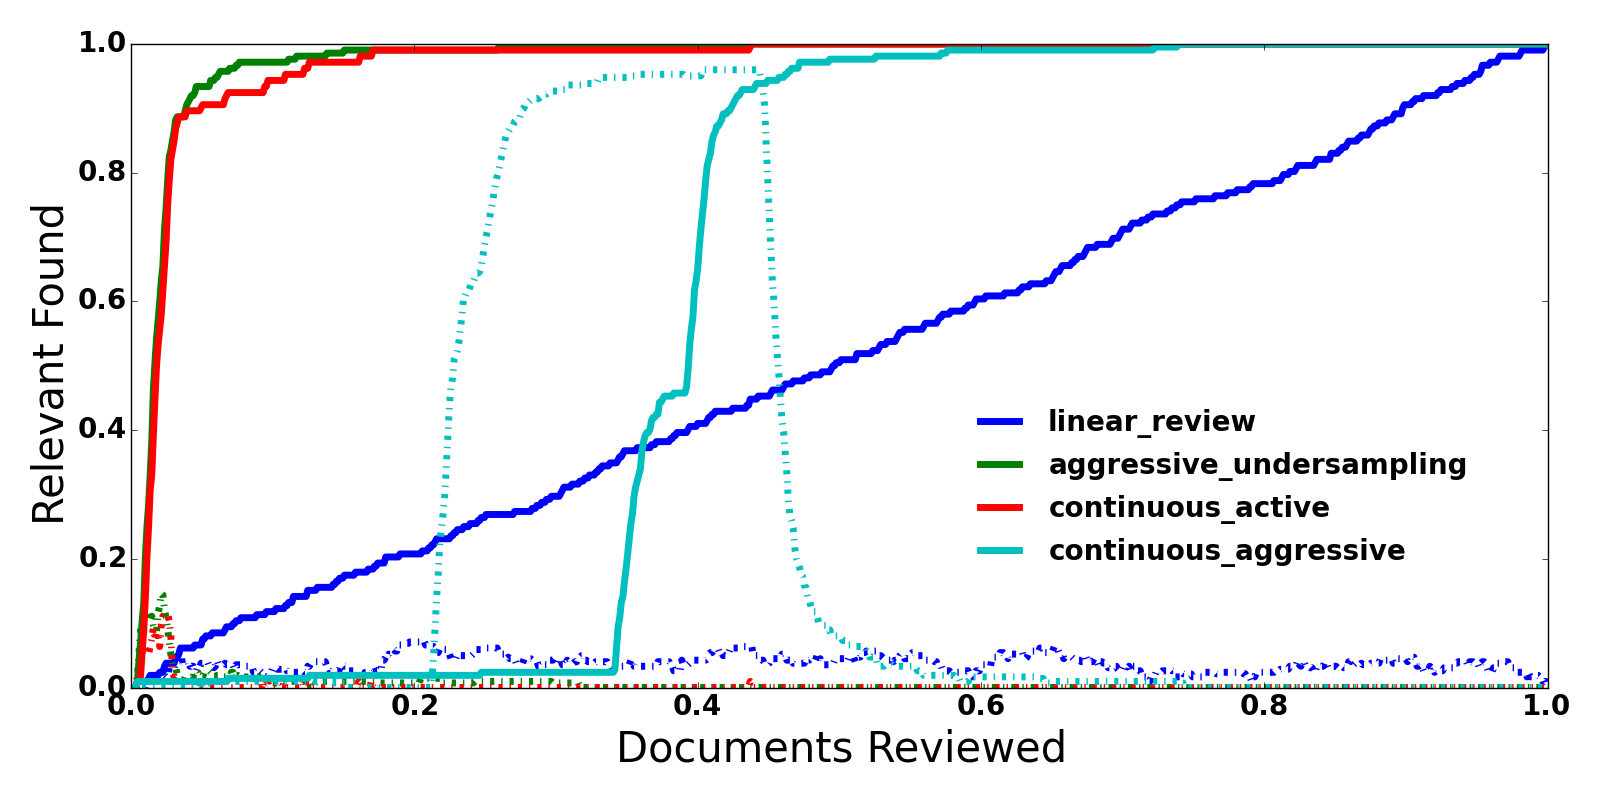 1.0
0.8
0.6
0.4
0.2
0.0
Relevant Found
linear_review
aggressive_undersampling
continuous_active
continuous_aggressive
0.0 0.2 0.4 0.6 0.8 1.0
Documents Reviewed